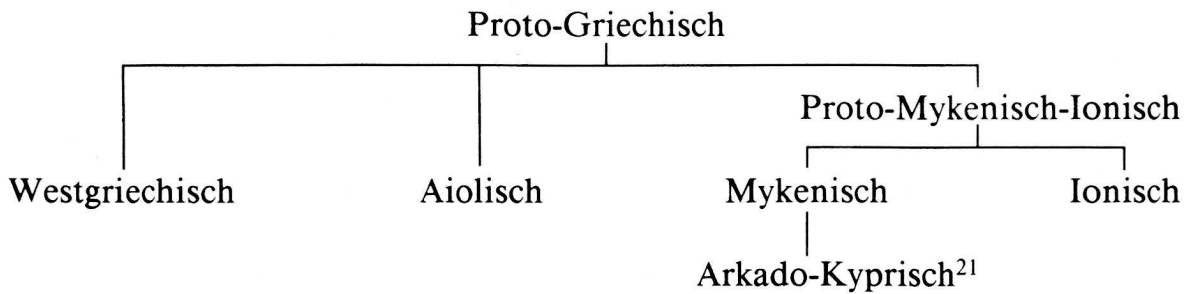 Proto-Griechisch
Proto-Mykenisch-Ionisch
Westgriechisch Aiolisch Mykenisch Ionisch
Arkado-Kyprisch²¹